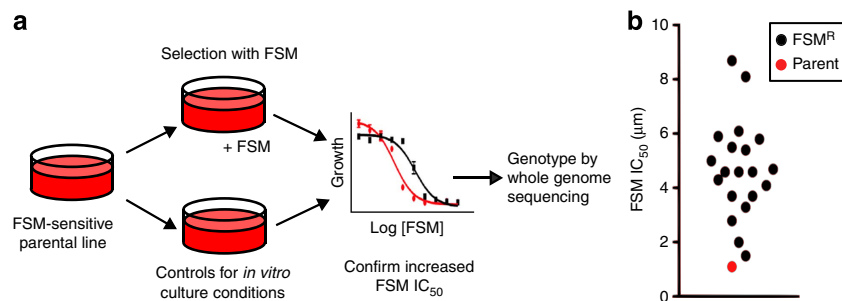 a
Selection with FSM
+ FSM
FSM-sensitive
parental line
Controls for in vitro
culture conditions
Growth
Log [FSM]
Confirm increased
FSM IC50
Genotype by
whole genome
sequencing
b
FSM IC50 (μm)
10
8
6
4
2
0
FSMR
Parent